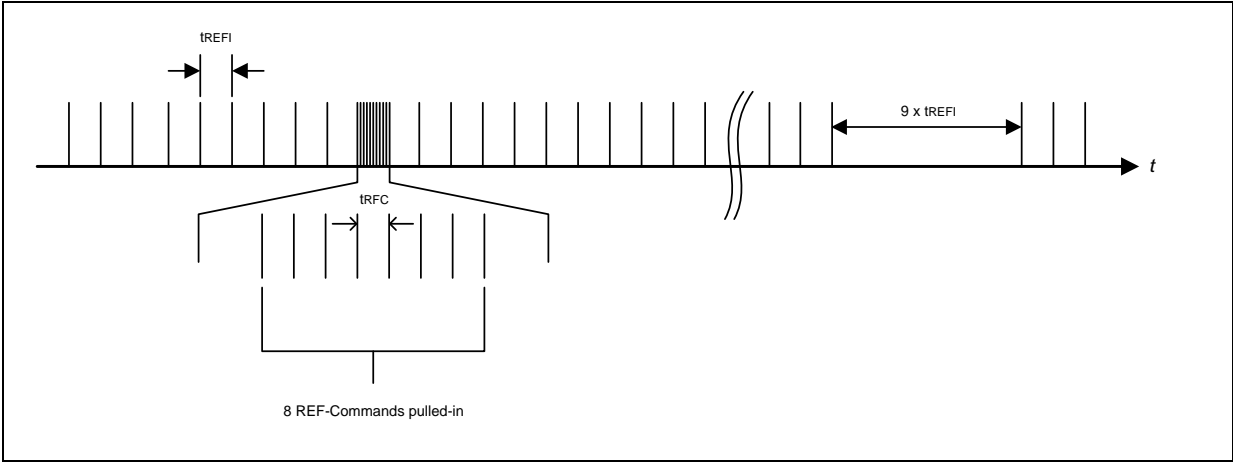 tREFI
9 x tREFI
t
tRFC
8 REF-Commands pulled-in